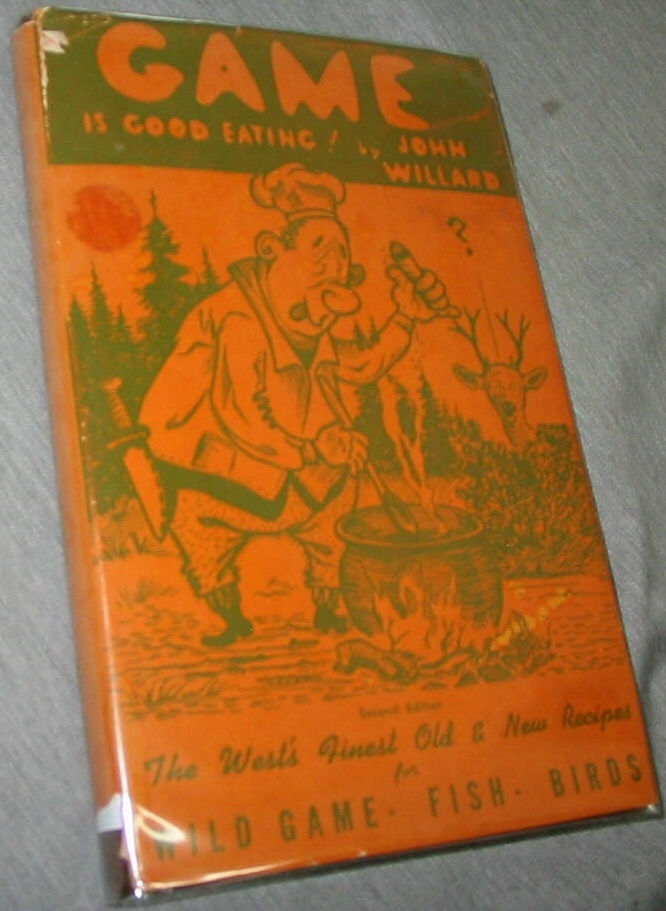 GAME
IS GOOD EATING! by JOHN
WILLARD
?
Second Edition
The West's Finest Old & New Recipes
for
WILD GAME · FISH · BIRDS